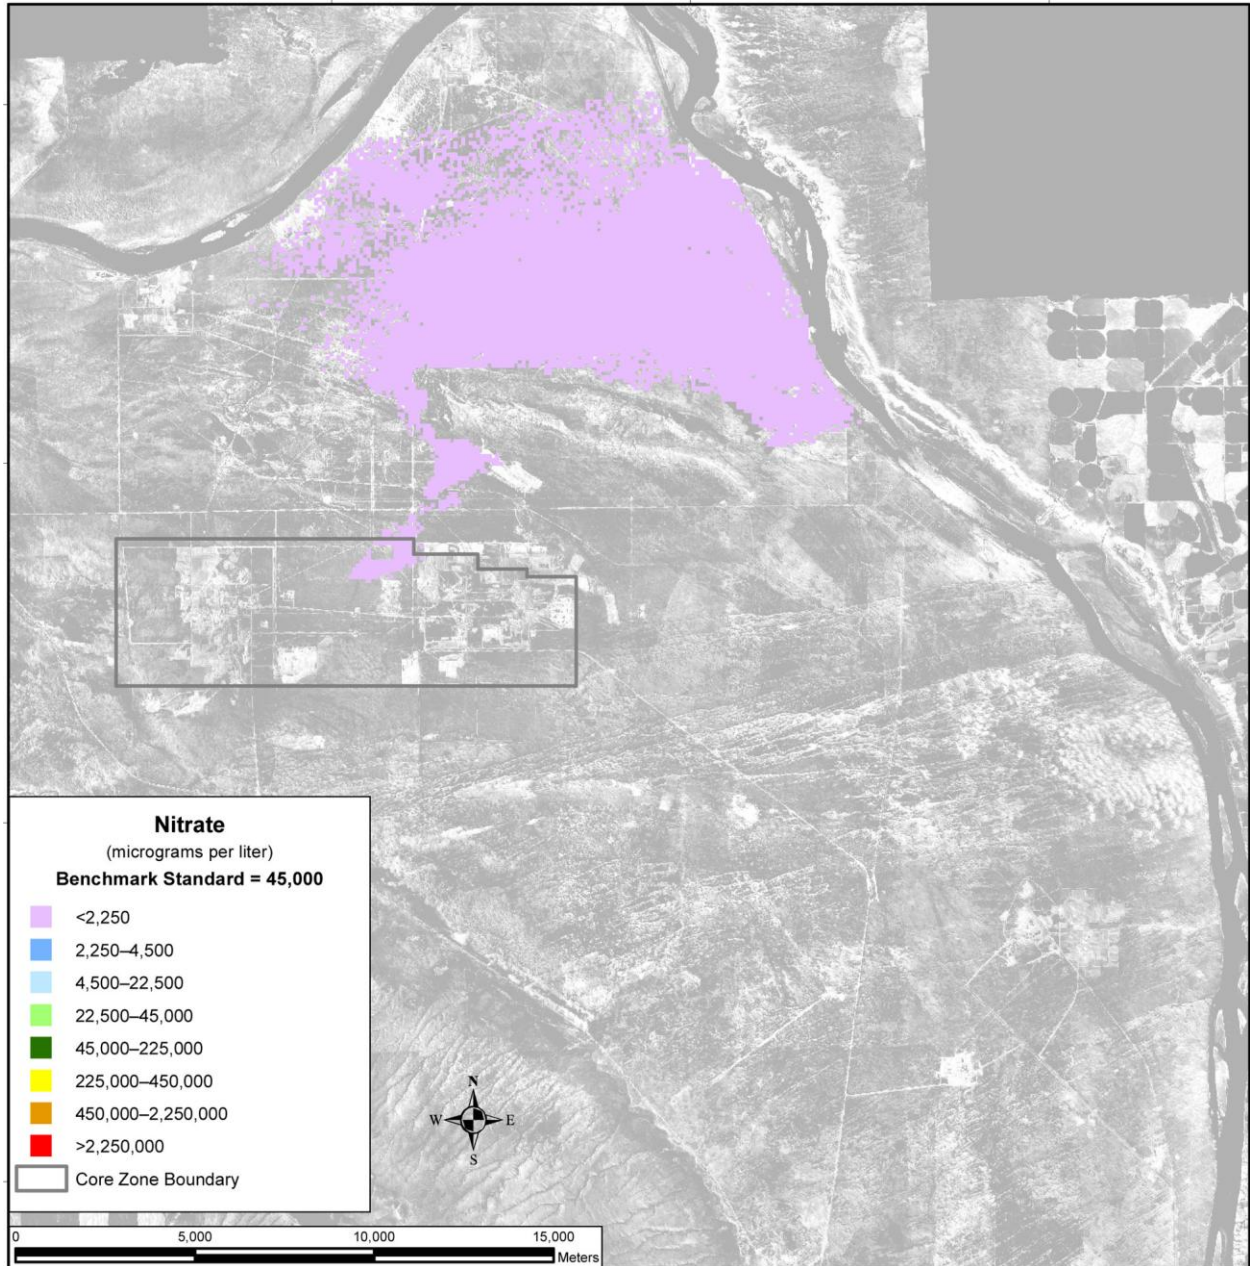 Nitrate
(micrograms per liter)
Benchmark Standard = 45,000
<2,250
2,250–4,500
4,500–22,500
22,500–45,000
45,000–225,000
225,000–450,000
450,000–2,250,000
>2,250,000
Core Zone Boundary
N
W E
S
0 5,000 10,000 15,000
Meters